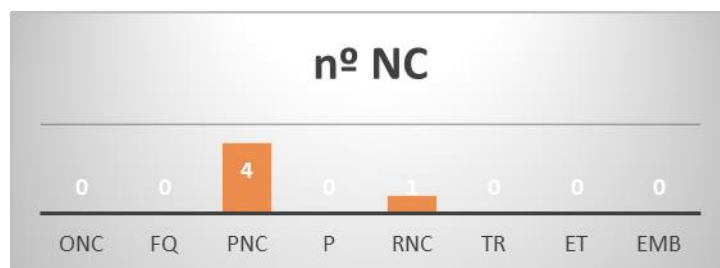 nº NC
0 0 4 0 1 0 0 0
ONC FQ PNC P RNC TR ET EMB